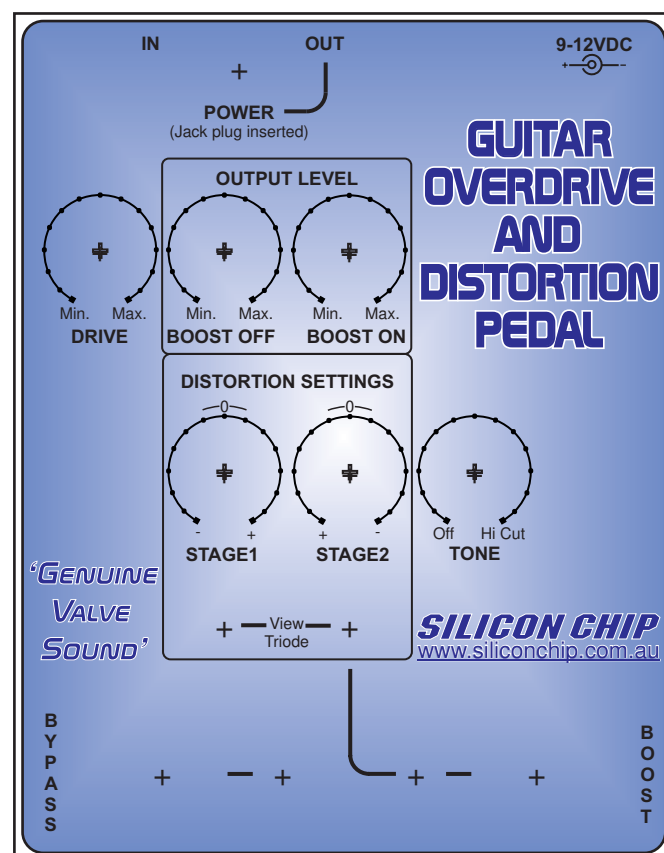 IN OUT 9-12VDC
+ –
+
POWER
(Jack plug inserted)
GUITAR
OVERDRIVE
AND
DISTORTION
PEDAL
OUTPUT LEVEL
Min. Max. Min. Max. Min. Max.
DRIVE BOOST OFF BOOST ON
DISTORTION SETTINGS
0 0
- + + - Off Hi Cut
STAGE1 STAGE2 TONE
'GENUINE
VALVE
SOUND'
+ View +
Triode
SILICON CHIP
www.siliconchip.com.au
BYPASS
BOOST
+ + + +